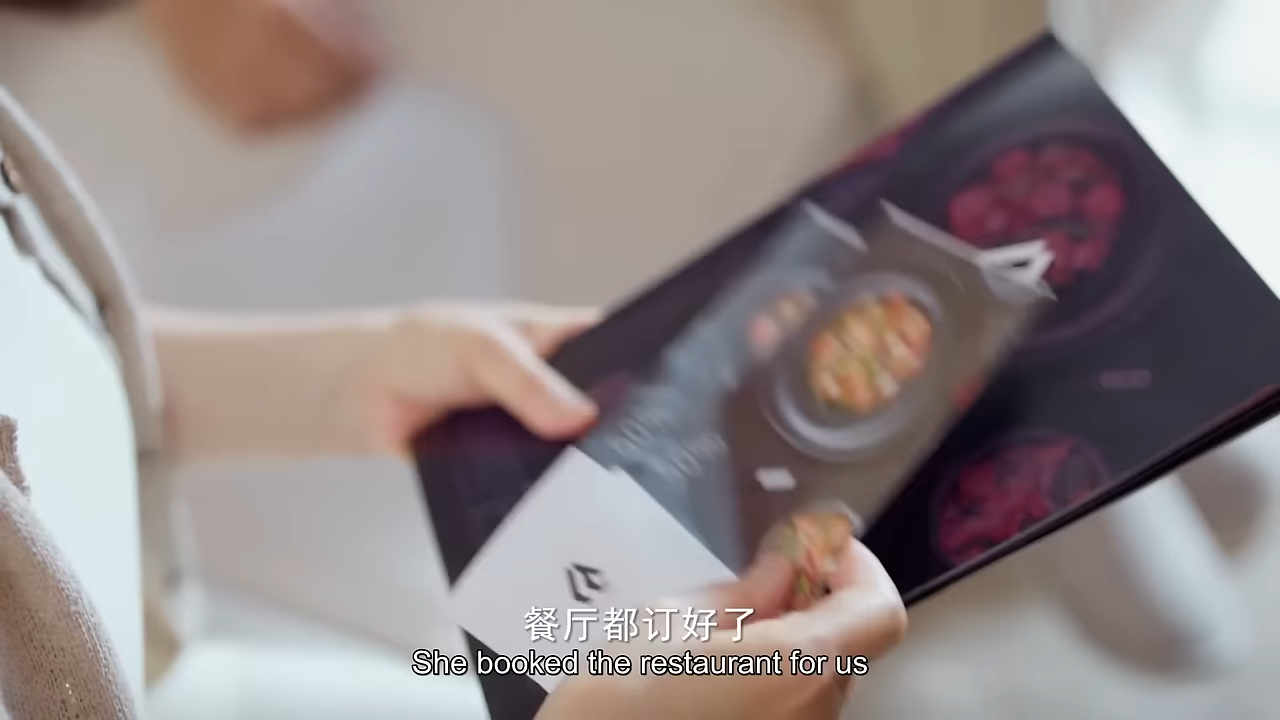 餐厅都订好了
She booked the restaurant for us